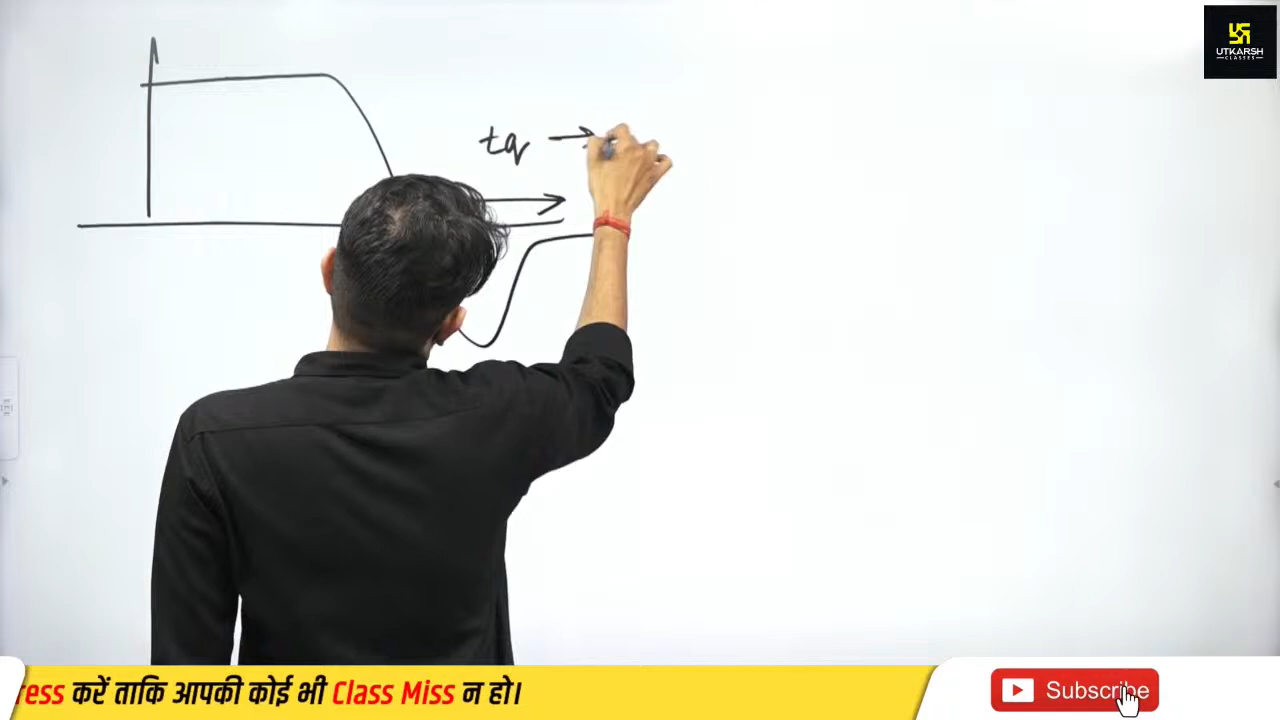 UTKARSH
CLASSES
tq →
ress करें ताकि आपकी कोई भी Class Miss न हो।
Subscribe